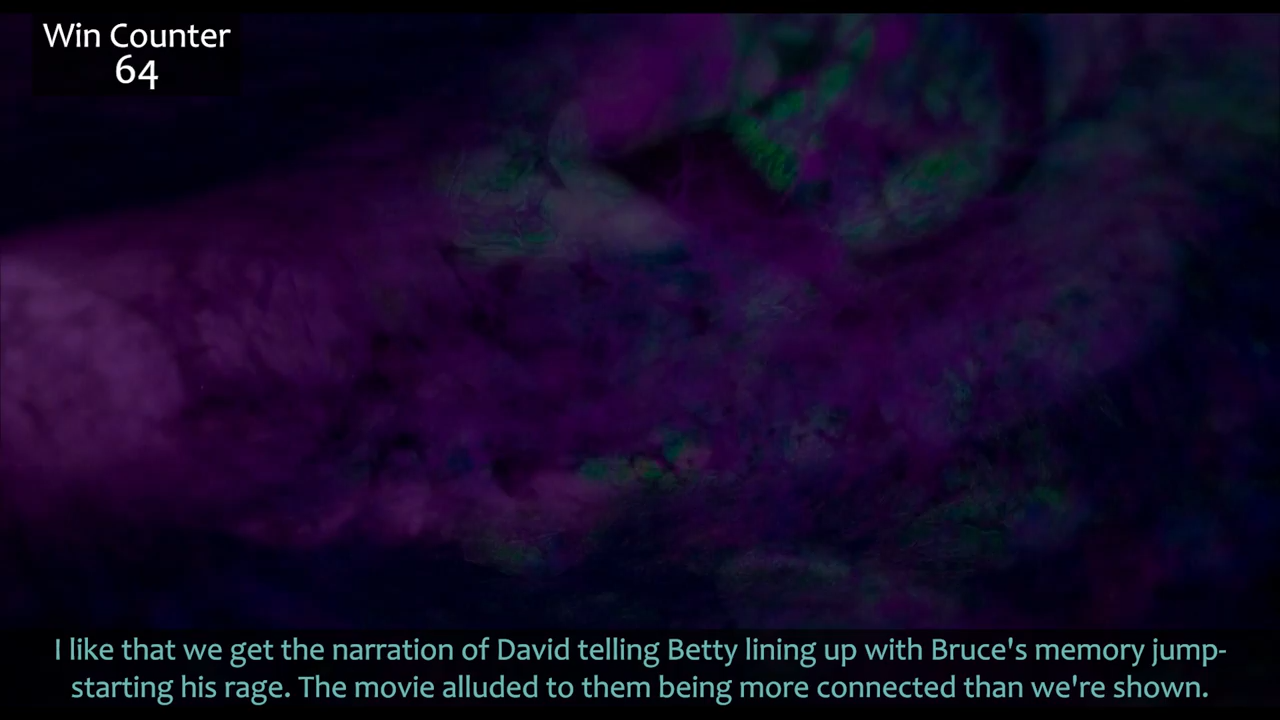 Win Counter
64
I like that we get the narration of David telling Betty lining up with Bruce's memory jump-
starting his rage. The movie alluded to them being more connected than we're shown.